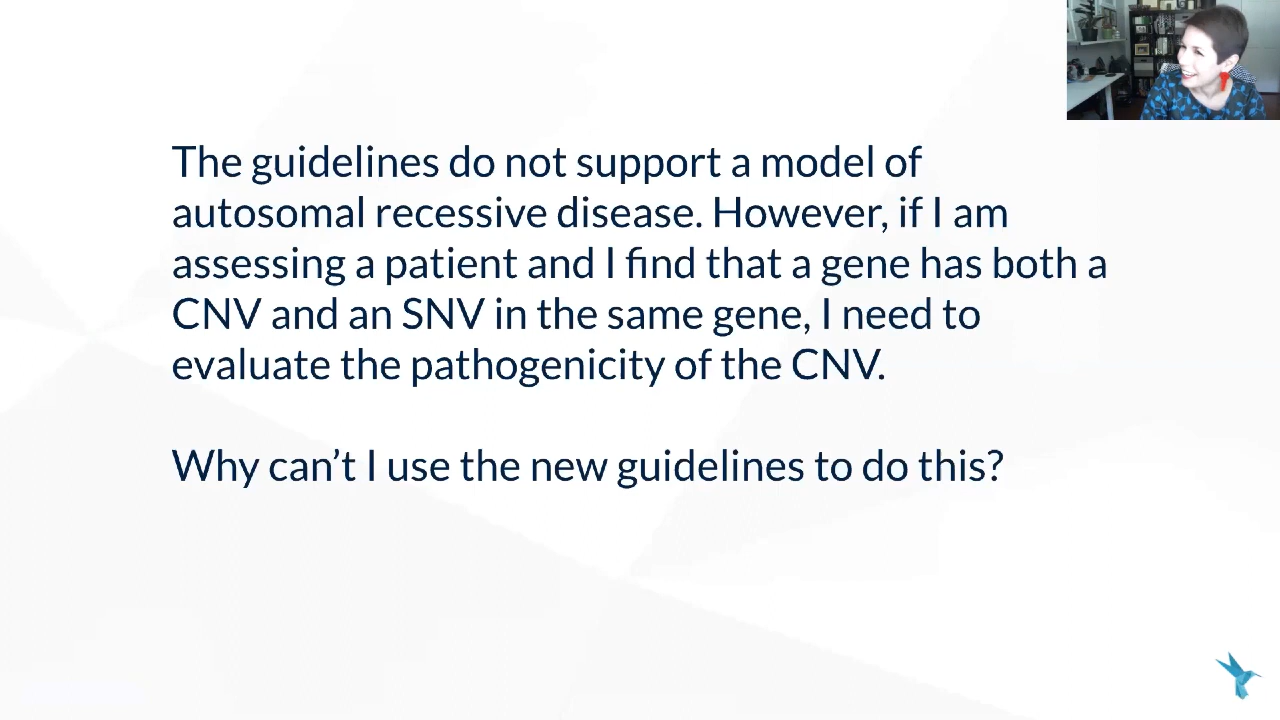 The guidelines do not support a model of
autosomal recessive disease. However, if I am
assessing a patient and I find that a gene has both a
CNV and an SNV in the same gene, I need to
evaluate the pathogenicity of the CNV.
Why can’t I use the new guidelines to do this?